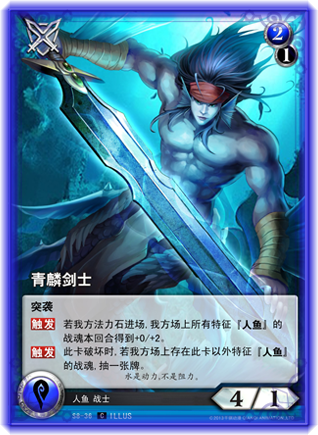 2
1
青麟剑士
突袭
触发 若我方法力石进场，我方场上所有特征『人鱼』的
战魂本回合得到+0/+2。
触发 此卡破坏时，若我方场上存在此卡以外特征『人鱼』
的战魂，抽一张牌。
水是动力，不是阻力。
人鱼 战士
4/1
C ILLUS